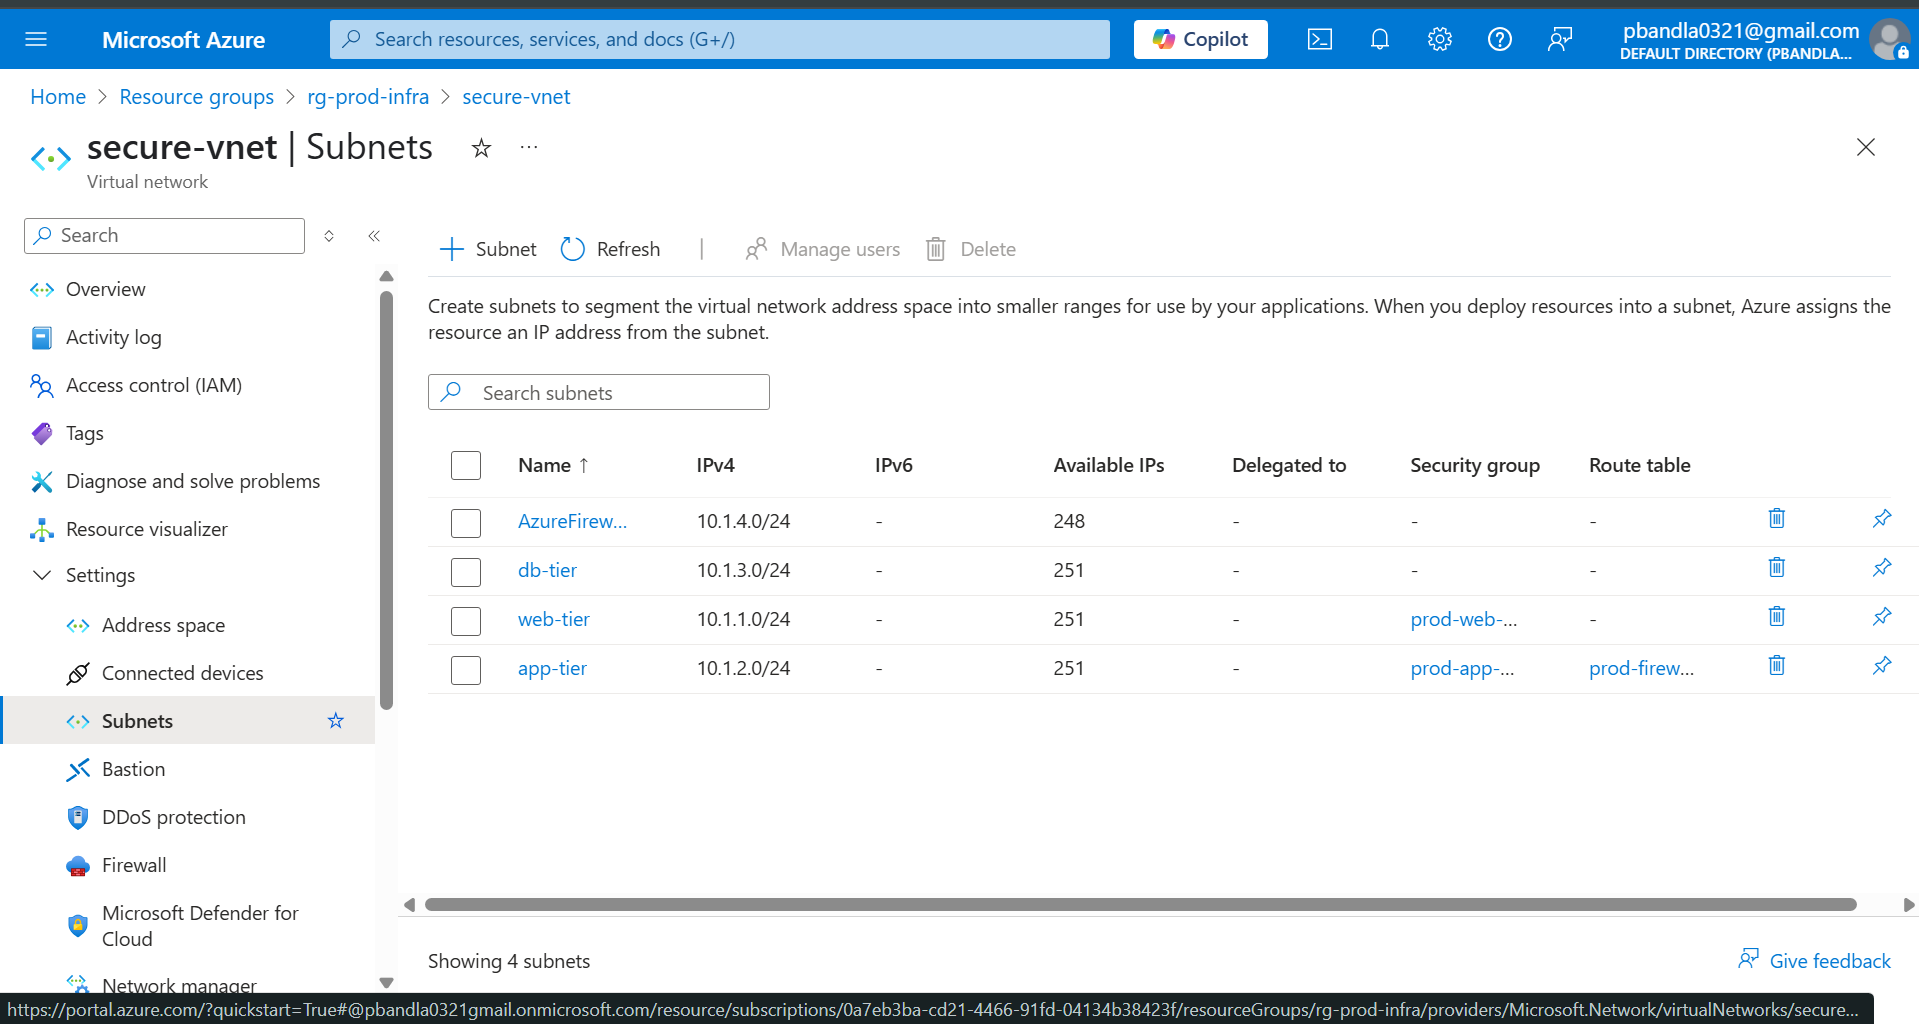 Microsoft Azure
Search resources, services, and docs (G+/)
Copilot
pbandla0321@gmail.com
DEFAULT DIRECTORY (PBANDLA...
Home > Resource groups > rg-prod-infra > secure-vnet
secure-vnet | Subnets
Virtual network
Search
Overview
Activity log
Access control (IAM)
Tags
Diagnose and solve problems
Resource visualizer
Settings
Address space
Connected devices
Subnets
Bastion
DDoS protection
Firewall
Microsoft Defender for
Cloud
Network manager
Subnet Refresh | Manage users Delete
Create subnets to segment the virtual network address space into smaller ranges for use by your applications. When you deploy resources into a subnet, Azure assigns the
resource an IP address from the subnet.
Search subnets
Name ↑ IPv4 IPv6 Available IPs Delegated to Security group Route table
AzureFirew... 10.1.4.0/24 - 248 - - -
db-tier 10.1.3.0/24 - 251 - - -
web-tier 10.1.1.0/24 - 251 - prod-web-... -
app-tier 10.1.2.0/24 - 251 - prod-app-... prod-firew...
Showing 4 subnets
Give feedback
https://portal.azure.com/?quickstart=True#@pbandla0321gmail.onmicrosoft.com/resource/subscriptions/0a7eb3ba-cd21-4466-91fd-04134b38423f/resourceGroups/rg-prod-infra/providers/Microsoft.Network/virtualNetworks/secure...